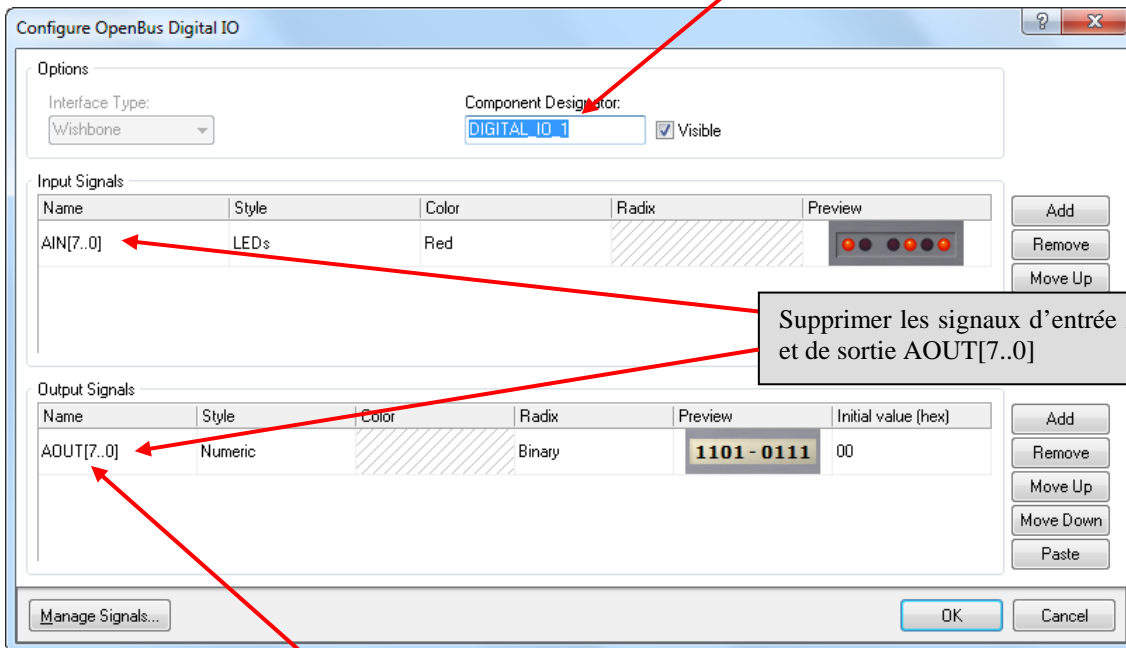 Configure OpenBus Digital IO
Options
Interface Type:
Wishbone
Component Designator:
DIGITAL_IO_1
Visible
Input Signals
Name Style Color Radix Preview
AIN[7..0] LEDs Red
Add
Remove
Move Up
Supprimer les signaux d’entrée
et de sortie AOUT[7..0]
Output Signals
Name Style Color Radix Preview Initial value (hex)
AOUT[7..0] Numeric Binary 1101 - 0111 00
Add
Remove
Move Up
Move Down
Paste
Manage Signals...
OK
Cancel